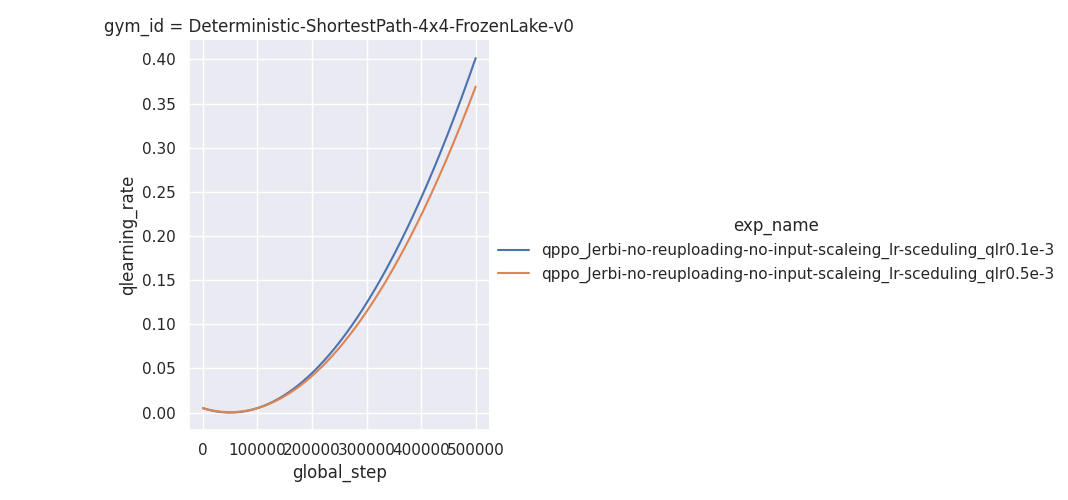 gym_id = Deterministic-ShortestPath-4x4-FrozenLake-v0
0.40
0.35
0.30
0.25
0.20
0.15
0.10
0.05
0.00
qlearning_rate
0 100000 200000 300000 400000 500000
global_step
exp_name
qppo_Jerbi-no-reuploading-no-input-scaleing_lr-sceduling_qlr0.1e-3
qppo_Jerbi-no-reuploading-no-input-scaleing_lr-sceduling_qlr0.5e-3